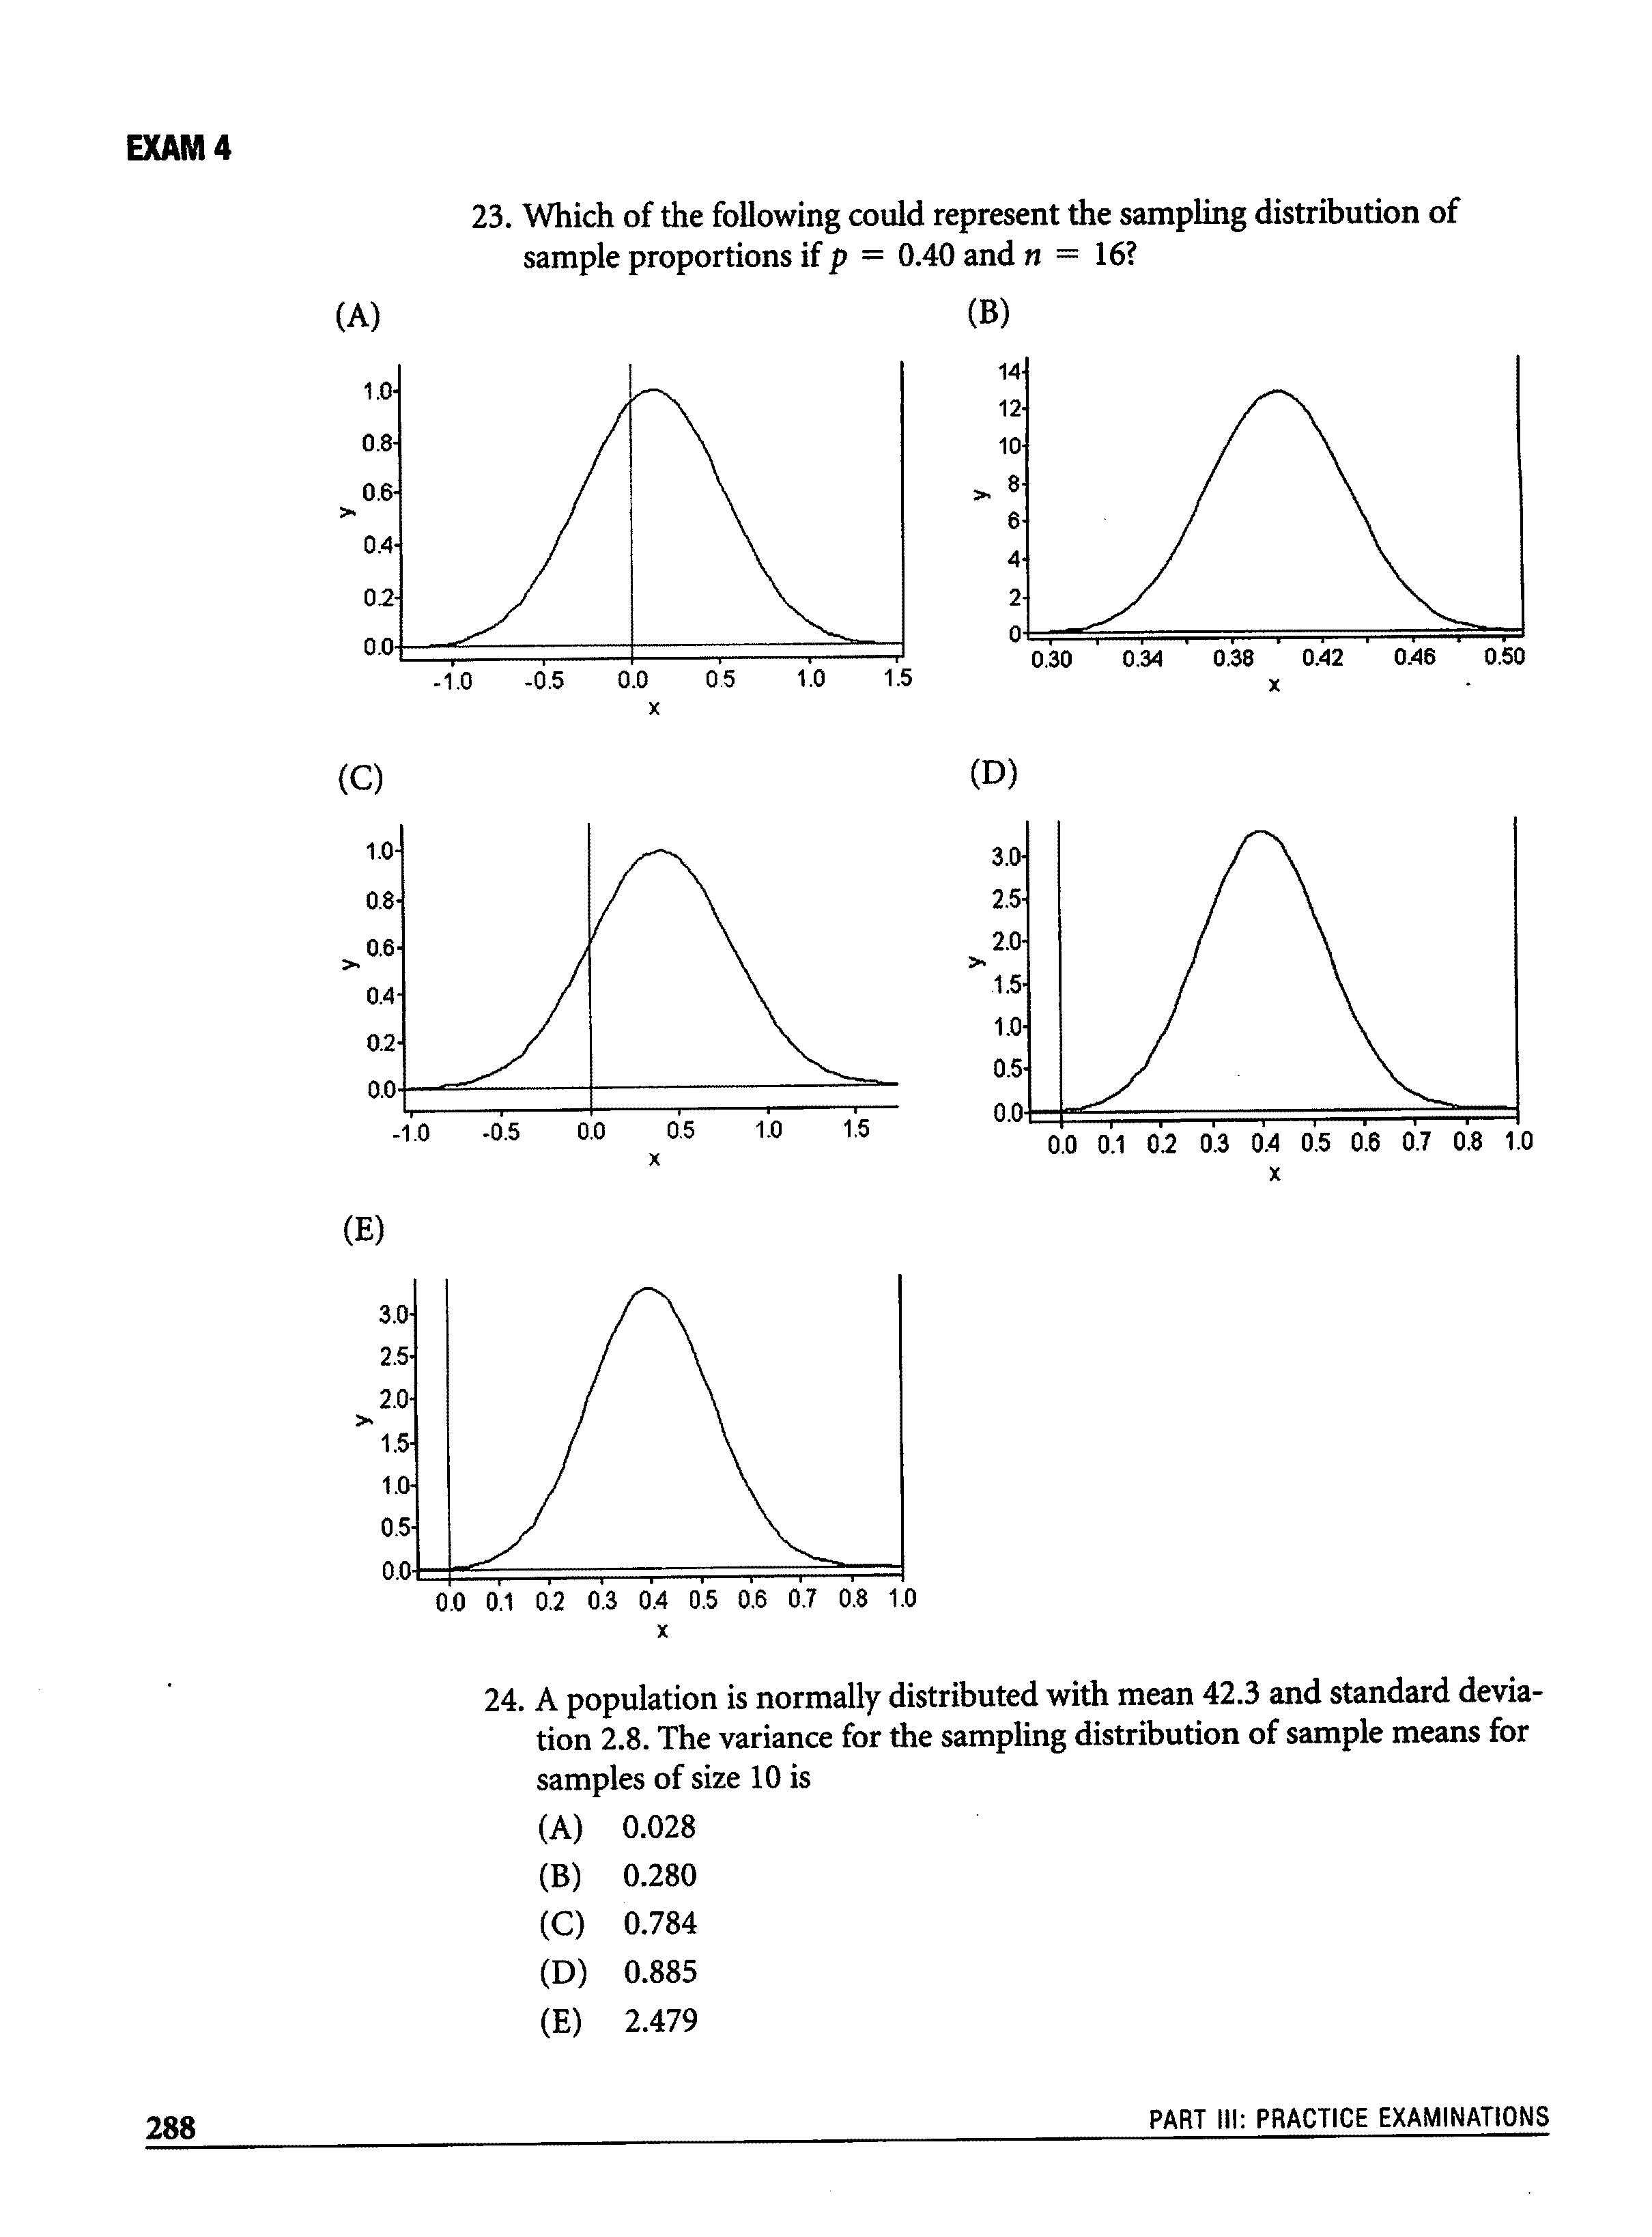 EXAM 4
23. Which of the following could represent the sampling distribution of
sample proportions if p = 0.40 and n = 16?
(A)
1.0
0.8
0.6
y
0.4
0.2
0.0
-1.0 -0.5 0.0 0.5 1.0 1.5
x
(B)
14
12
10
8
y
6
4
2
0
0.30 0.34 0.38 0.42 0.46 0.50
x
(C)
1.0
0.8
0.6
y
0.4
0.2
0.0
-1.0 -0.5 0.0 0.5 1.0 1.5
x
(D)
3.0
2.5
2.0
y
1.5
1.0
0.5
0.0
0.0 0.1 0.2 0.3 0.4 0.5 0.6 0.7 0.8 1.0
x
(E)
3.0
2.5
2.0
y
1.5
1.0
0.5
0.0
0.0 0.1 0.2 0.3 0.4 0.5 0.6 0.7 0.8 1.0
x
24. A population is normally distributed with mean 42.3 and standard devia-
tion 2.8. The variance for the sampling distribution of sample means for
samples of size 10 is
(A) 0.028
(B) 0.280
(C) 0.784
(D) 0.885
(E) 2.479
288
PART III: PRACTICE EXAMINATIONS